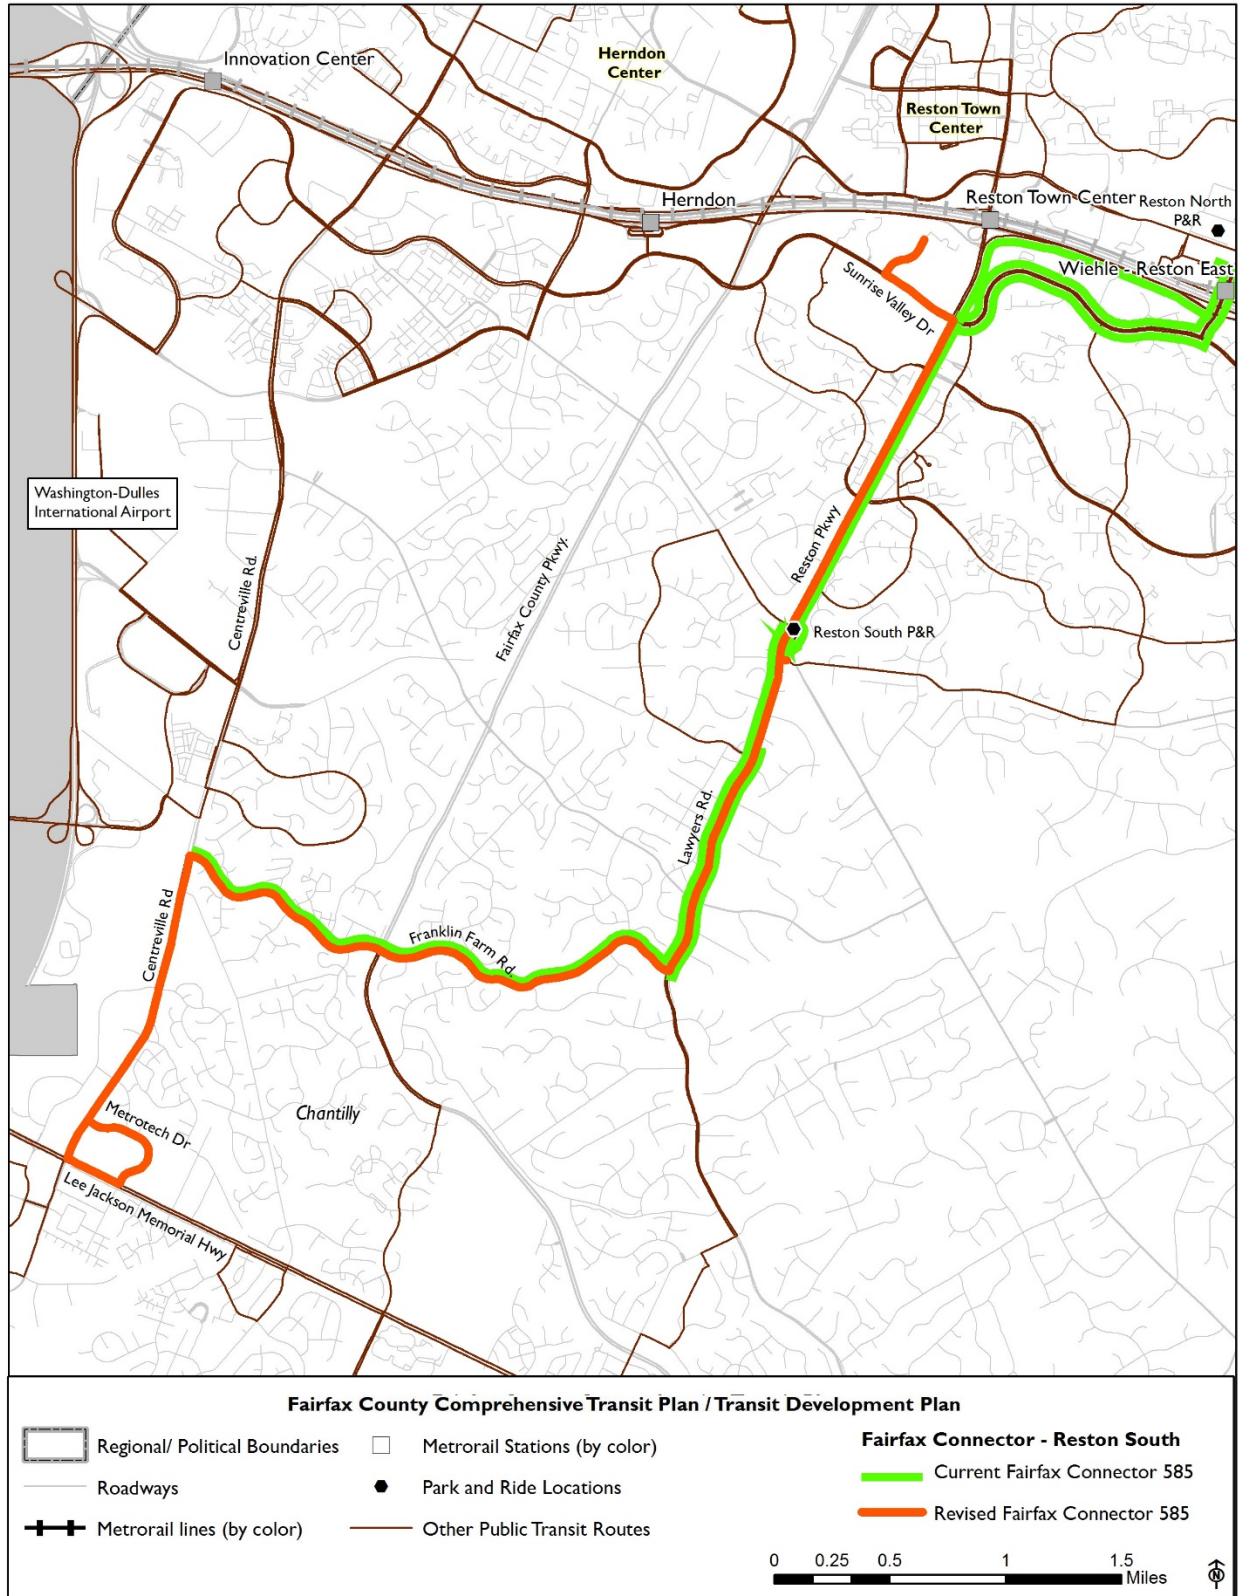 Innovation Center
Herndon
Center
Reston Town
Center
Herndon
Reston Town Center
Reston North
P&R
Wiehle - Reston East
Sunrise Valley Dr
Washington-Dulles
International Airport
Centreville Rd.
Fairfax County Pkwy.
Reston Pkwy
Reston South P&R
Lawyers Rd.
Centreville Rd
Franklin Farm Rd.
Chantilly
Metrotech Dr
Lee Jackson Memorial Hwy
Fairfax County Comprehensive Transit Plan / Transit Development Plan
Regional/ Political Boundaries
Metrorail Stations (by color)
Fairfax Connector - Reston South
Roadways
Park and Ride Locations
Current Fairfax Connector 585
Metrorail lines (by color)
Other Public Transit Routes
Revised Fairfax Connector 585
0 0.25 0.5 1 1.5
Miles
N